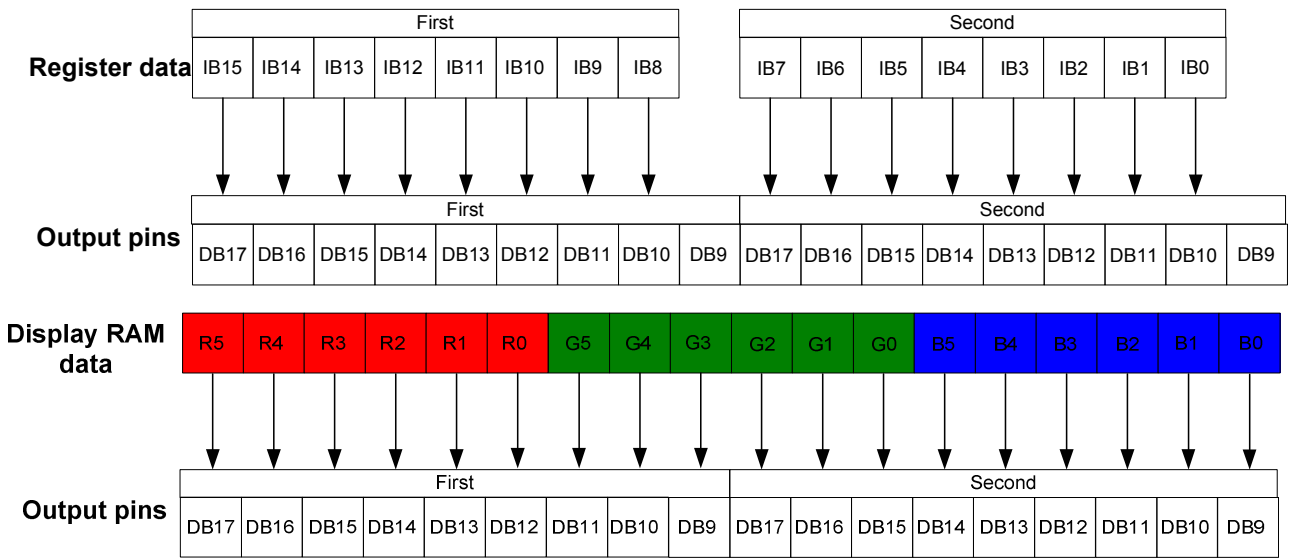 First Second
Register data IB15 IB14 IB13 IB12 IB11 IB10 IB9 IB8 IB7 IB6 IB5 IB4 IB3 IB2 IB1 IB0
First Second
Output pins DB17 DB16 DB15 DB14 DB13 DB12 DB11 DB10 DB9 DB17 DB16 DB15 DB14 DB13 DB12 DB11 DB10 DB9
Display RAM
data
R5 R4 R3 R2 R1 R0 G5 G4 G3 G2 G1 G0 B5 B4 B3 B2 B1 B0
First Second
Output pins DB17 DB16 DB15 DB14 DB13 DB12 DB11 DB10 DB9 DB17 DB16 DB15 DB14 DB13 DB12 DB11 DB10 DB9